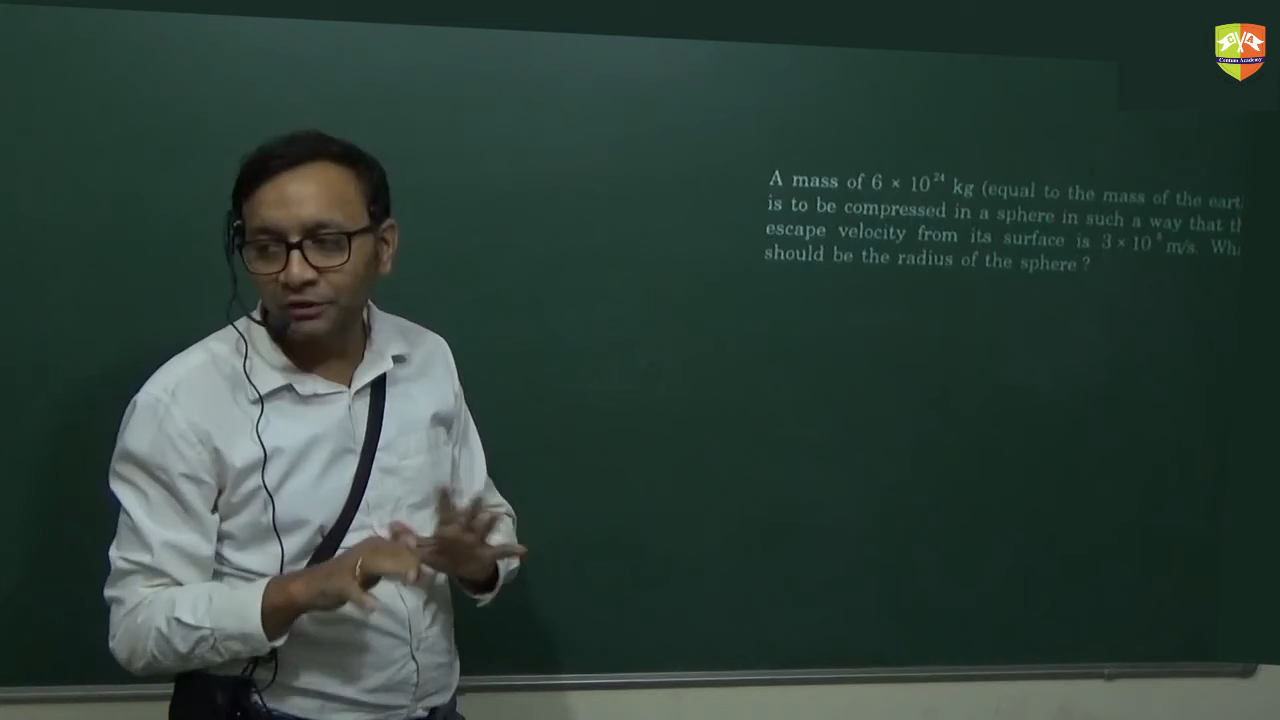 C A
Centum Academy
A mass of 6 × 10²⁴ kg (equal to the mass of the eart
is to be compressed in a sphere in such a way that th
escape velocity from its surface is 3 × 10⁸ m/s. Wha
should be the radius of the sphere ?